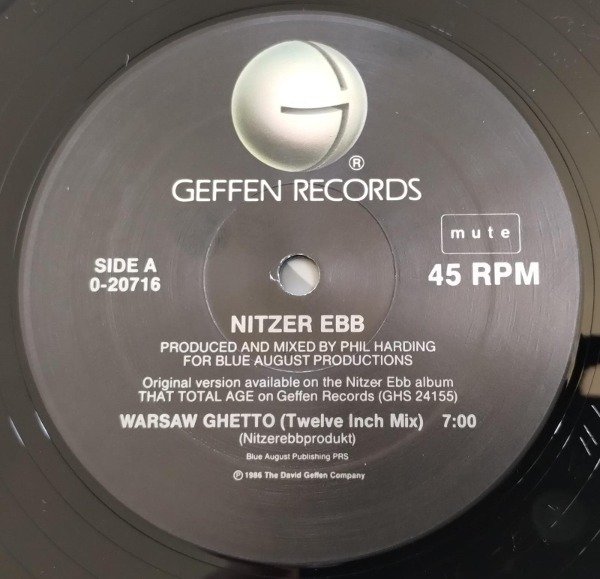 G
®
GEFFEN RECORDS
mute
SIDE A
0-20716
45 RPM
NITZER EBB
PRODUCED AND MIXED BY PHIL HARDING
FOR BLUE AUGUST PRODUCTIONS
Original version available on the Nitzer Ebb album
THAT TOTAL AGE on Geffen Records (GHS 24155)
WARSAW GHETTO (Twelve Inch Mix) 7:00
(Nitzerebbprodukt)
Blue August Publishing PRS
℗ 1986 The David Geffen Company